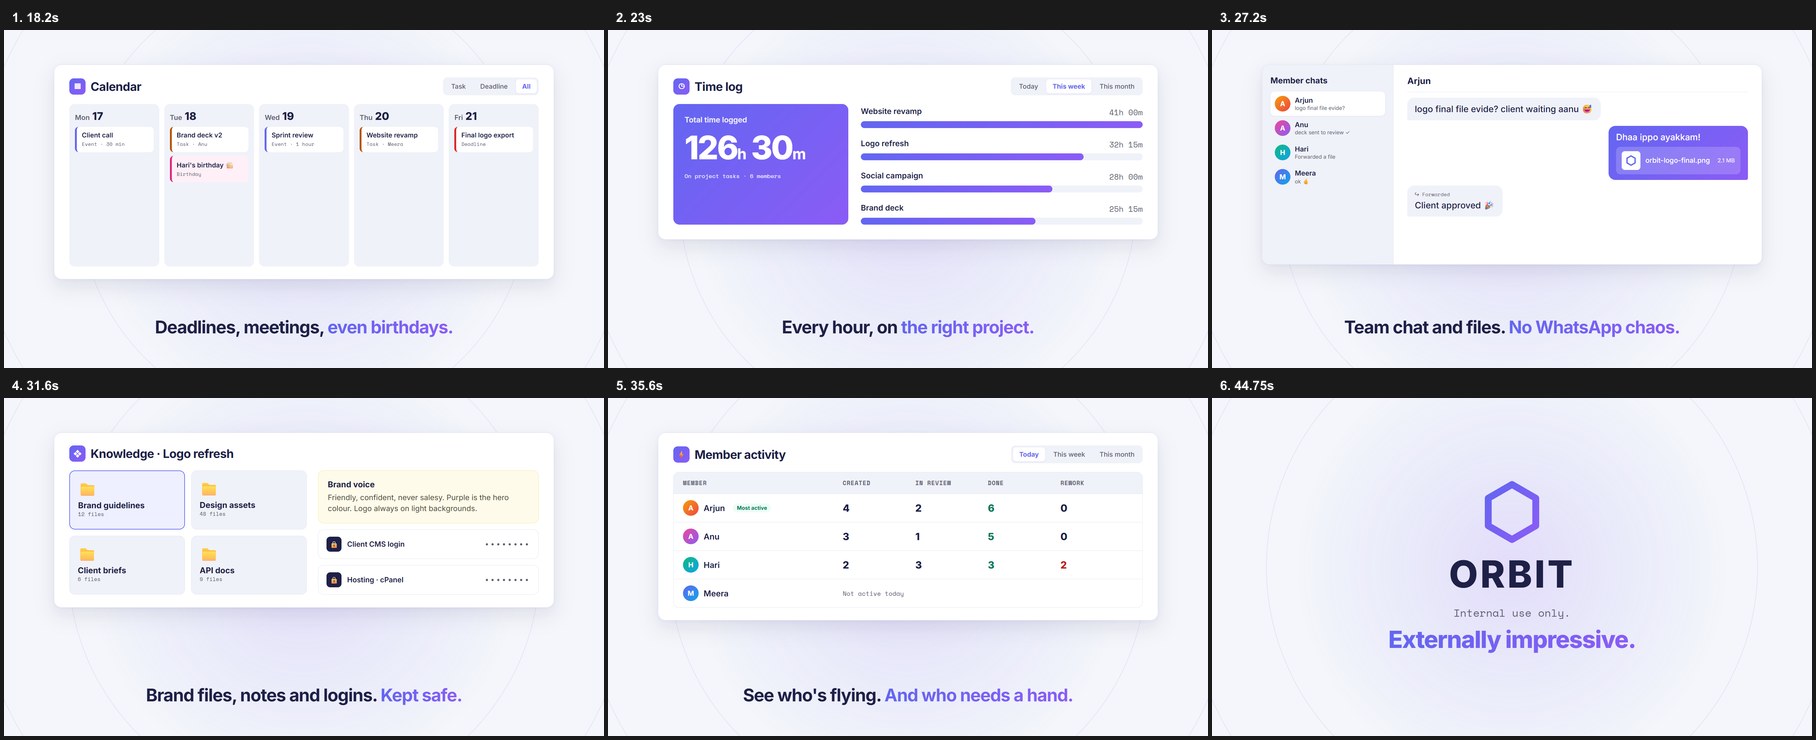 1. 18.2s
Calendar
Task Deadline All
Mon 17
Client call
Event · 30 min
Tue 18
Brand deck v2
Task · Anu
Hari's birthday 🎂
Birthday
Wed 19
Sprint review
Event · 1 hour
Thu 20
Website revamp
Task · Meera
Fri 21
Final logo export
Deadline
Deadlines, meetings, even birthdays.
2. 23s
Time log
Today This week This month
Total time logged
126h 30m
On project tasks · 8 members
Website revamp 41h 00m
Logo refresh 32h 15m
Social campaign 28h 00m
Brand deck 25h 15m
Every hour, on the right project.
3. 27.2s
Member chats
A Arjun
logo final file evide?
A Anu
deck sent to review ✓
H Hari
Forwarded a file
M Meera
ok 👍
Arjun
logo final file evide? client waiting aanu 😅
Dhaa ippo ayakkam!
orbit-logo-final.png 2.1 MB
↪ Forwarded
Client approved 🎉
Team chat and files. No WhatsApp chaos.
4. 31.6s
Knowledge · Logo refresh
Brand guidelines
12 files
Design assets
48 files
Client briefs
6 files
API docs
9 files
Brand voice
Friendly, confident, never salesy. Purple is the hero
colour. Logo always on light backgrounds.
Client CMS login ••••••••
Hosting · cPanel ••••••••
Brand files, notes and logins. Kept safe.
5. 35.6s
Member activity
Today This week This month
MEMBER CREATED IN REVIEW DONE REWORK
A Arjun Most active 4 2 6 0
A Anu 3 1 5 0
H Hari 2 3 3 2
M Meera Not active today
See who's flying. And who needs a hand.
6. 44.75s
ORBIT
Internal use only.
Externally impressive.